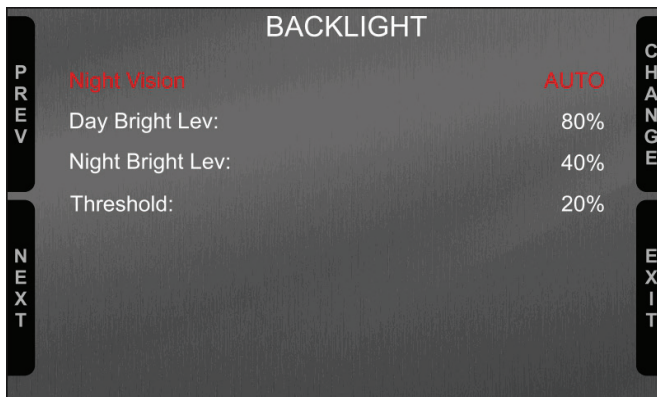 BACKLIGHT
PREV
NEXT
Night Vision AUTO
Day Bright Lev: 80%
Night Bright Lev: 40%
Threshold: 20%
CHANGE
EXIT